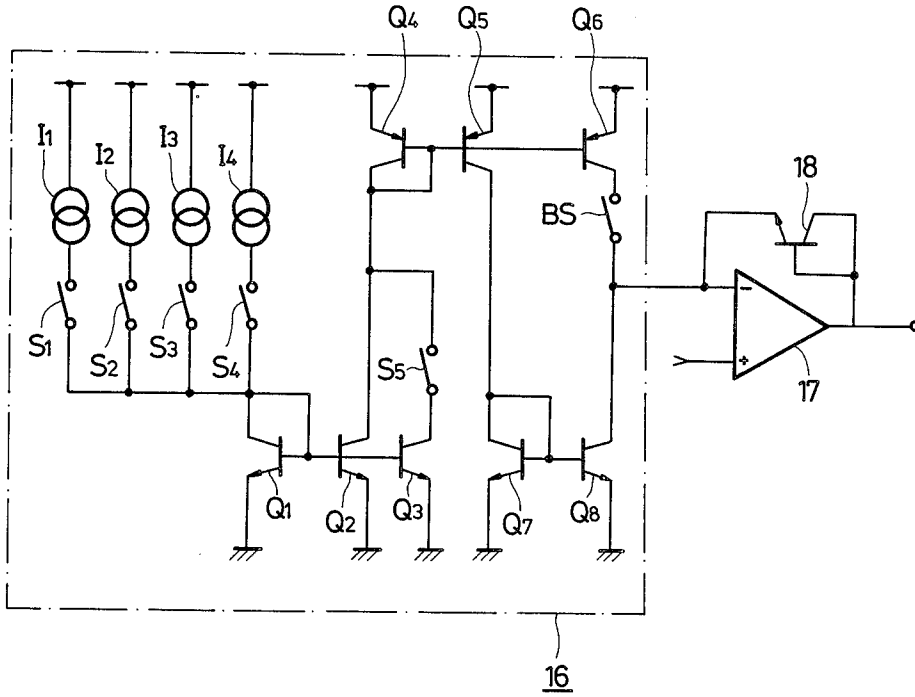 Q4 Q5 Q6
I1 I2 I3 I4
18
BS
S1 S2 S3 S4
S5
−
+
17
Q1 Q2 Q3 Q7 Q8
16